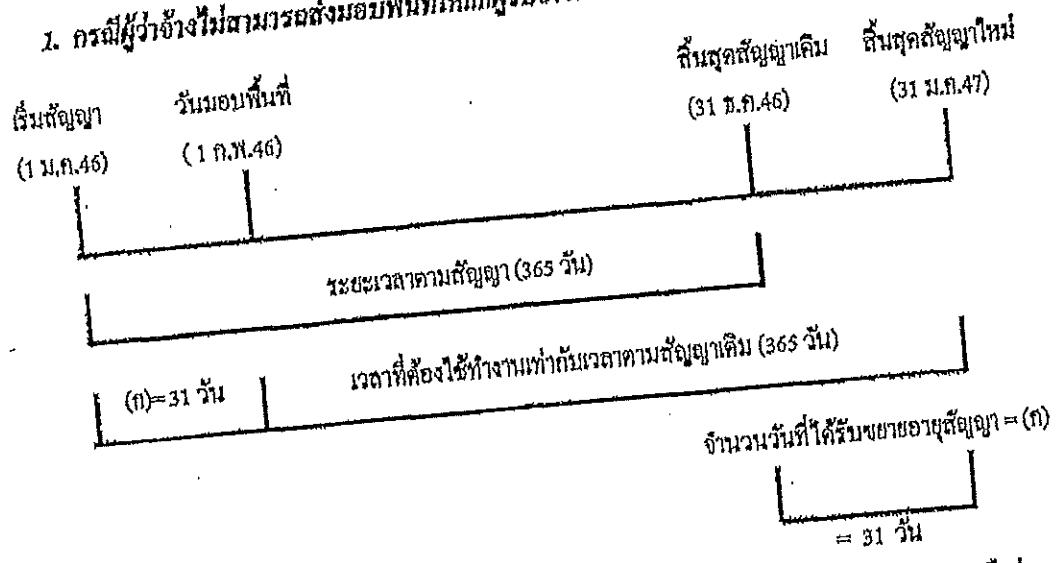 1. กรณีผู้ว่าจ้างไม่สามารถส่งมอบพื้นที่ให้แก่
เริ่มสัญญา
(1 ม.ค.46)
วันมอบพื้นที่
(1 ก.พ.46)
สิ้นสุดสัญญาเดิม
(31 ธ.ค.46)
สิ้นสุดสัญญาใหม่
(31 ม.ค.47)
ระยะเวลาตามสัญญา (365 วัน)
(ก)=31 วัน
เวลาที่ต้องใช้ทำงานเท่ากับเวลาตามสัญญาเดิม (365 วัน)
จำนวนวันที่ได้รับขยายอายุสัญญา = (ก)
= 31 วัน